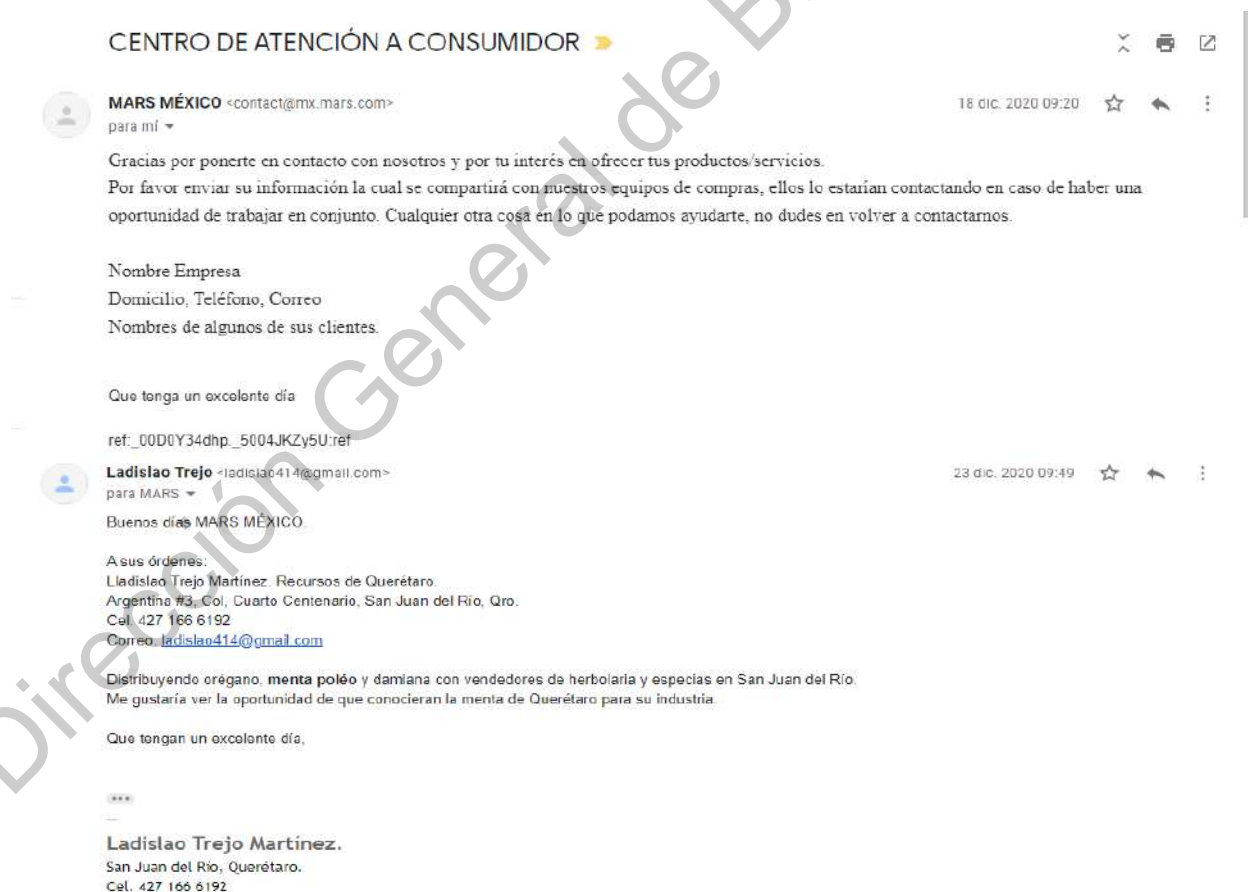 CENTRO DE ATENCIÓN A CONSUMIDOR
MARS MÉXICO <contact@mx.mars.com> 18 dic. 2020 09:20
para mí
Gracias por ponerte en contacto con nosotros y por tu interés en ofrecer tus productos/servicios.
Por favor enviar su información la cual se compartirá con nuestros equipos de compras, ellos lo estarían contactando en caso de haber una
oportunidad de trabajar en conjunto. Cualquier otra cosa en lo que podamos ayudarte, no dudes en volver a contactarnos.
Nombre Empresa
Domicilio, Teléfono, Correo
Nombres de algunos de sus clientes.
Que tenga un excelente día
ref:_00D0Y34dhp._5004JKZy5U:ref
Ladislao Trejo <ladislao414@gmail.com> 23 dic. 2020 09:49
para MARS
Buenos días MARS MÉXICO.
A sus órdenes:
Lladislao Trejo Martínez. Recursos de Querétaro.
Argentina #3, Col, Cuarto Centenario, San Juan del Río, Qro.
Cel. 427 166 6192
Correo. ladislao414@gmail.com
Distribuyendo orégano, menta poléo y damiana con vendedores de herbolaria y especias en San Juan del Río.
Me gustaría ver la oportunidad de que conocieran la menta de Querétaro para su industria.
Que tengan un excelente día,
Ladislao Trejo Martínez.
San Juan del Río, Querétaro.
Cel. 427 166 6192
Dirección General de